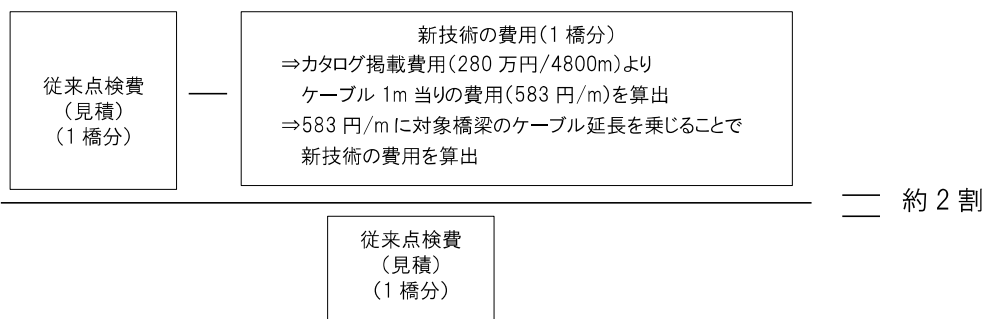 従来点検費
（見積）
（1橋分）
新技術の費用（1橋分）
⇒カタログ掲載費用（280万円/4800m）より
ケーブル1m当りの費用（583円/m）を算出
⇒583円/mに対象橋梁のケーブル延長を乗じることで
新技術の費用を算出
従来点検費
（見積）
（1橋分）
約2割